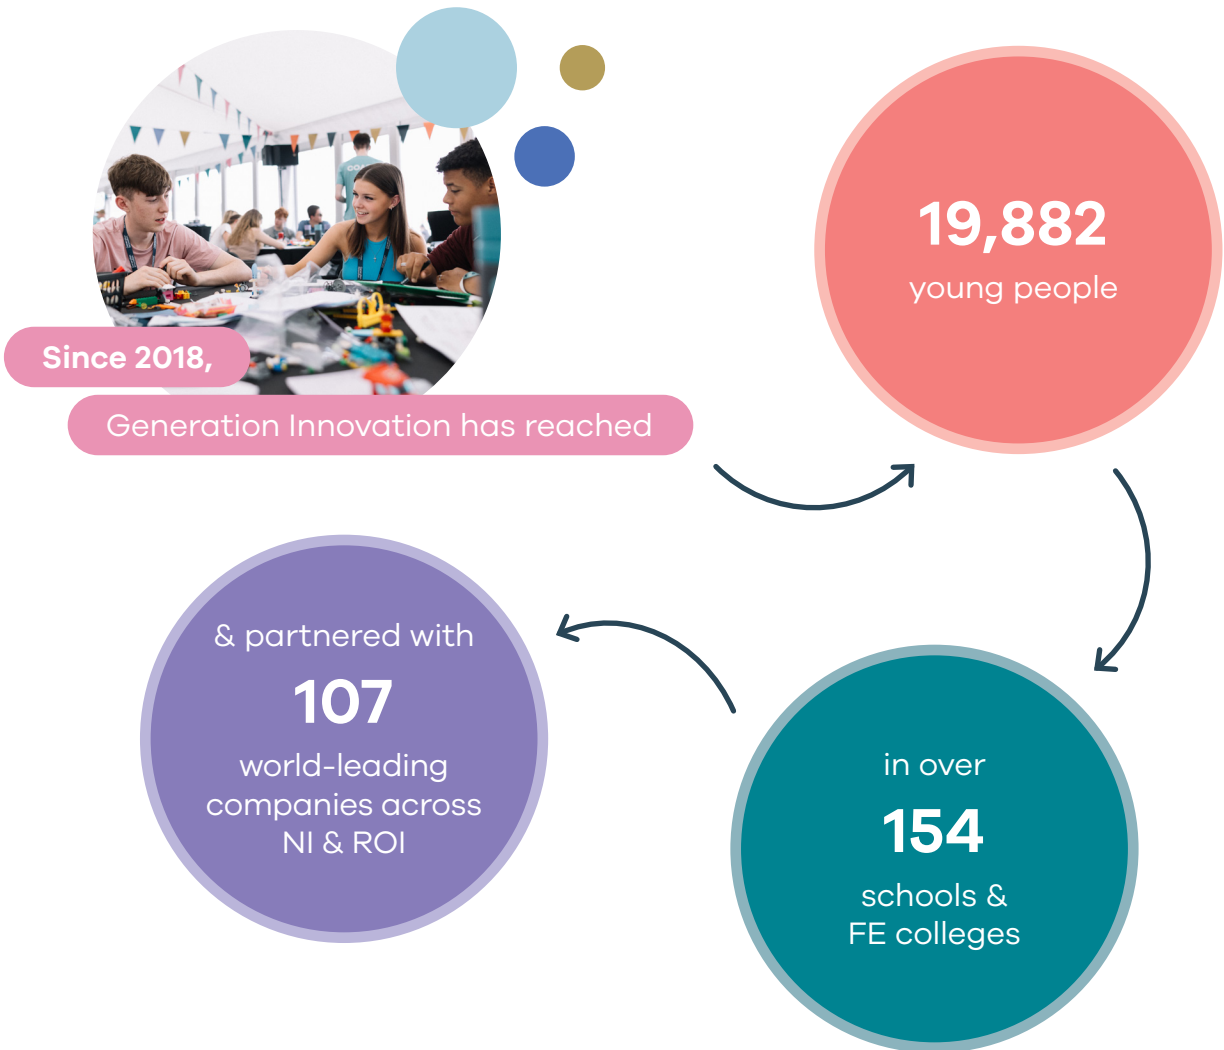 Since 2018,
Generation Innovation has reached
19,882
young people
in over
154
schools &
FE colleges
& partnered with
107
world-leading
companies across
NI & ROI